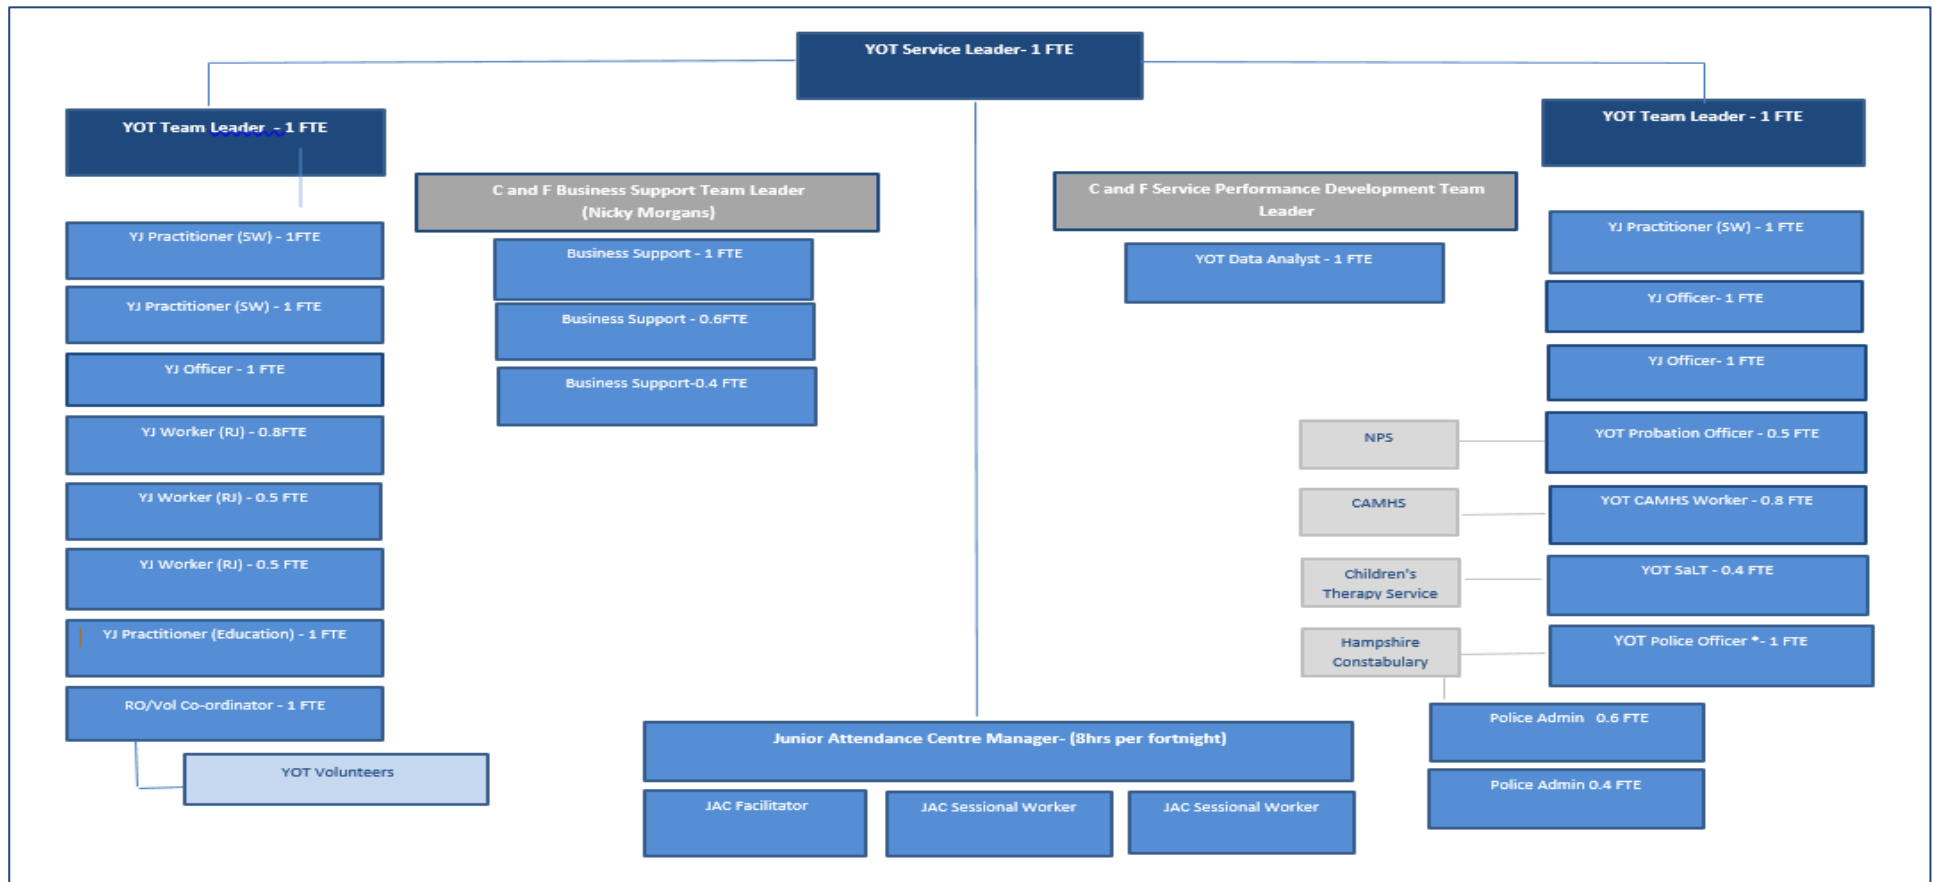 YOT Service Leader- 1 FTE
YOT Team Leader - 1 FTE
YJ Practitioner (SW) - 1FTE
YJ Practitioner (SW) - 1 FTE
YJ Officer - 1 FTE
YJ Worker (RJ) - 0.8FTE
YJ Worker (RJ) - 0.5 FTE
YJ Worker (RJ) - 0.5 FTE
YJ Practitioner (Education) - 1 FTE
RO/Vol Co-ordinator - 1 FTE
YOT Volunteers
C and F Business Support Team Leader
(Nicky Morgans)
Business Support - 1 FTE
Business Support - 0.6FTE
Business Support-0.4 FTE
C and F Service Performance Development Team
Leader
YOT Data Analyst - 1 FTE
YOT Team Leader - 1 FTE
YJ Practitioner (SW) - 1 FTE
YJ Officer- 1 FTE
YJ Officer- 1 FTE
NPS
YOT Probation Officer - 0.5 FTE
CAMHS
YOT CAMHS Worker - 0.8 FTE
Children's
Therapy Service
YOT SaLT - 0.4 FTE
Hampshire
Constabulary
YOT Police Officer *- 1 FTE
Police Admin 0.6 FTE
Police Admin 0.4 FTE
Junior Attendance Centre Manager- (8hrs per fortnight)
JAC Facilitator
JAC Sessional Worker
JAC Sessional Worker